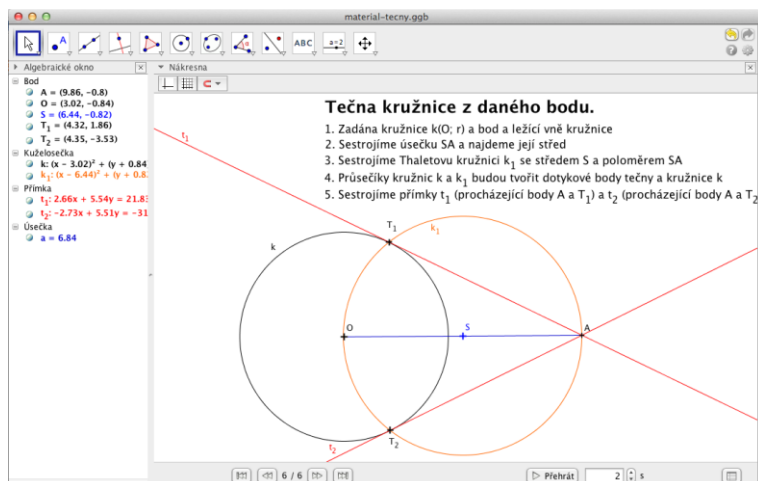 material-tecny.ggb
A
ABC
a=2
Algebraické okno
Nákresna
Bod
A = (9.86, -0.8)
O = (3.02, -0.84)
S = (6.44, -0.82)
T1 = (4.32, 1.86)
T2 = (4.35, -3.53)
Kuželosečka
k: (x - 3.02)² + (y + 0.84
k1: (x - 6.44)² + (y + 0.8
Přímka
t1: 2.66x + 5.54y = 21.83
t2: -2.73x + 5.51y = -31
Úsečka
a = 6.84
Tečna kružnice z daného bodu.
1. Zadána kružnice k(O; r) a bod a ležící vně kružnice
2. Sestrojíme úsečku SA a najdeme její střed
3. Sestrojíme Thaletovu kružnici k1 se středem S a poloměrem SA
4. Průsečíky kružnic k a k1 budou tvořit dotykové body tečny a kružnice k
5. Sestrojíme přímky t1 (procházející body A a T1) a t2 (procházející body A a T2
t1
T1
k1
k
O
S
A
t2
T2
6 / 6
Přehrát
2
s